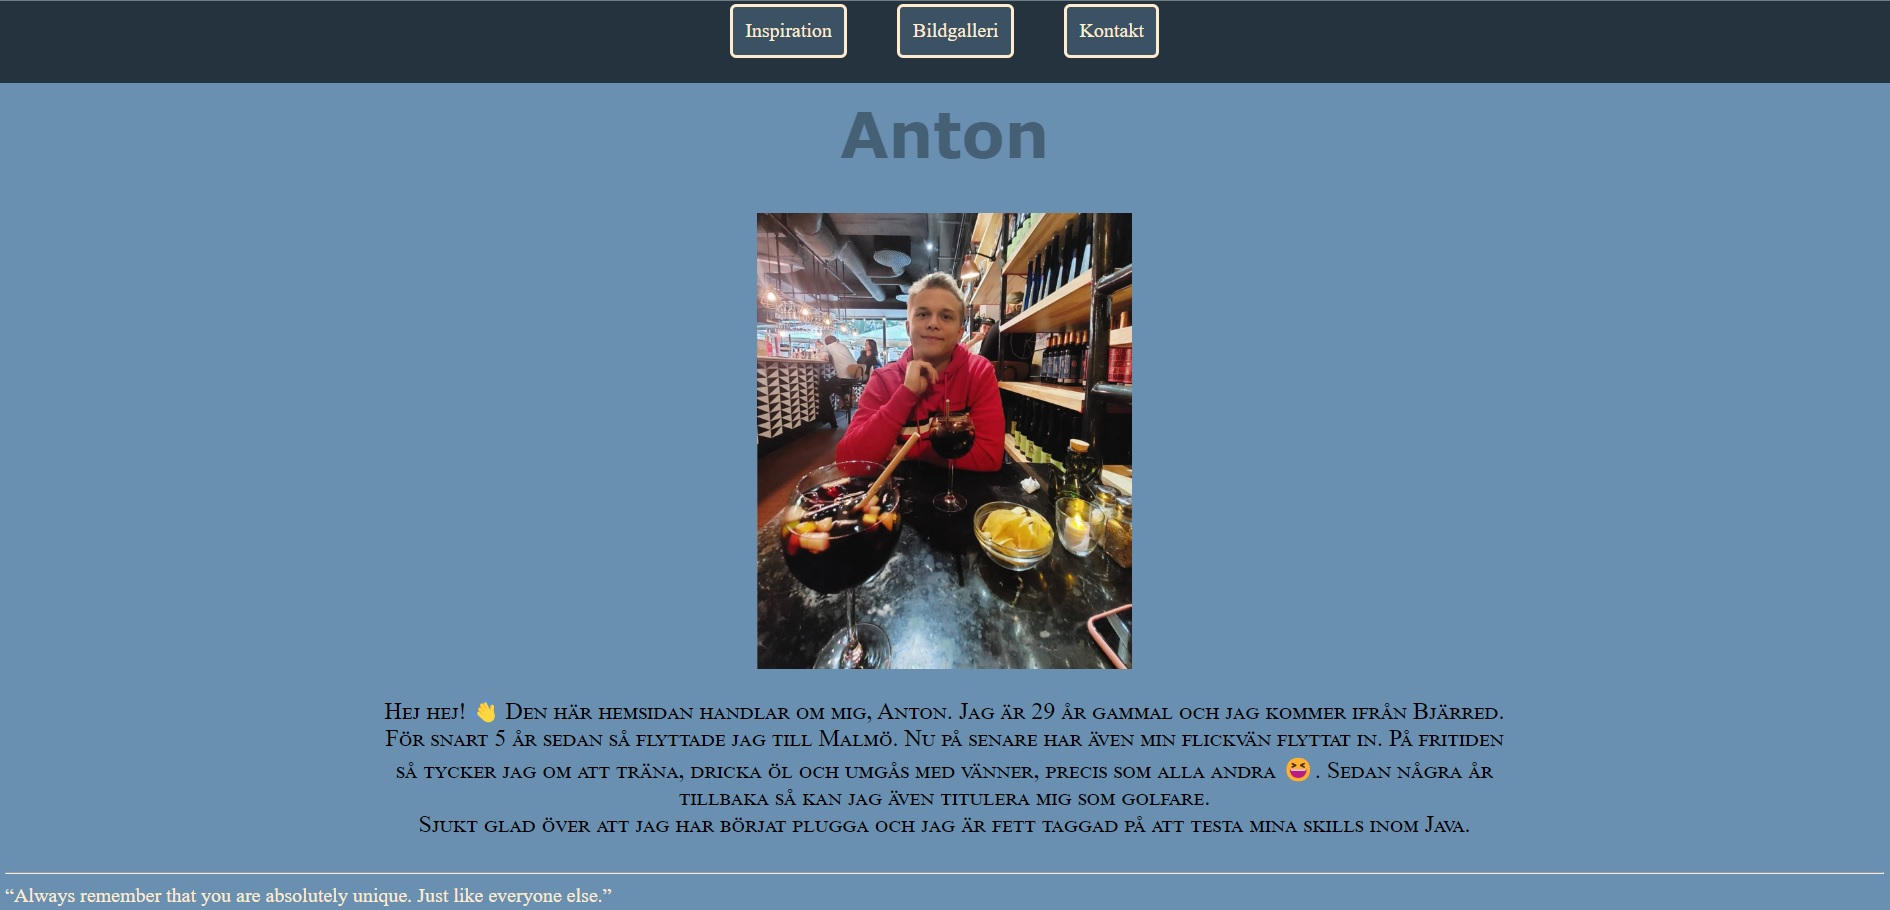 Inspiration
Bildgalleri
Kontakt
Anton
Hej hej! 👋 Den här hemsidan handlar om mig, Anton. Jag är 29 år gammal och jag kommer ifrån Bjärred.
För snart 5 år sedan så flyttade jag till Malmö. Nu på senare har även min flickvän flyttat in. På fritiden
så tycker jag om att träna, dricka öl och umgås med vänner, precis som alla andra 😆. Sedan några år
tillbaka så kan jag även titulera mig som golfare.
Sjukt glad över att jag har börjat plugga och jag är fett taggad på att testa mina skills inom Java.
“Always remember that you are absolutely unique. Just like everyone else.”